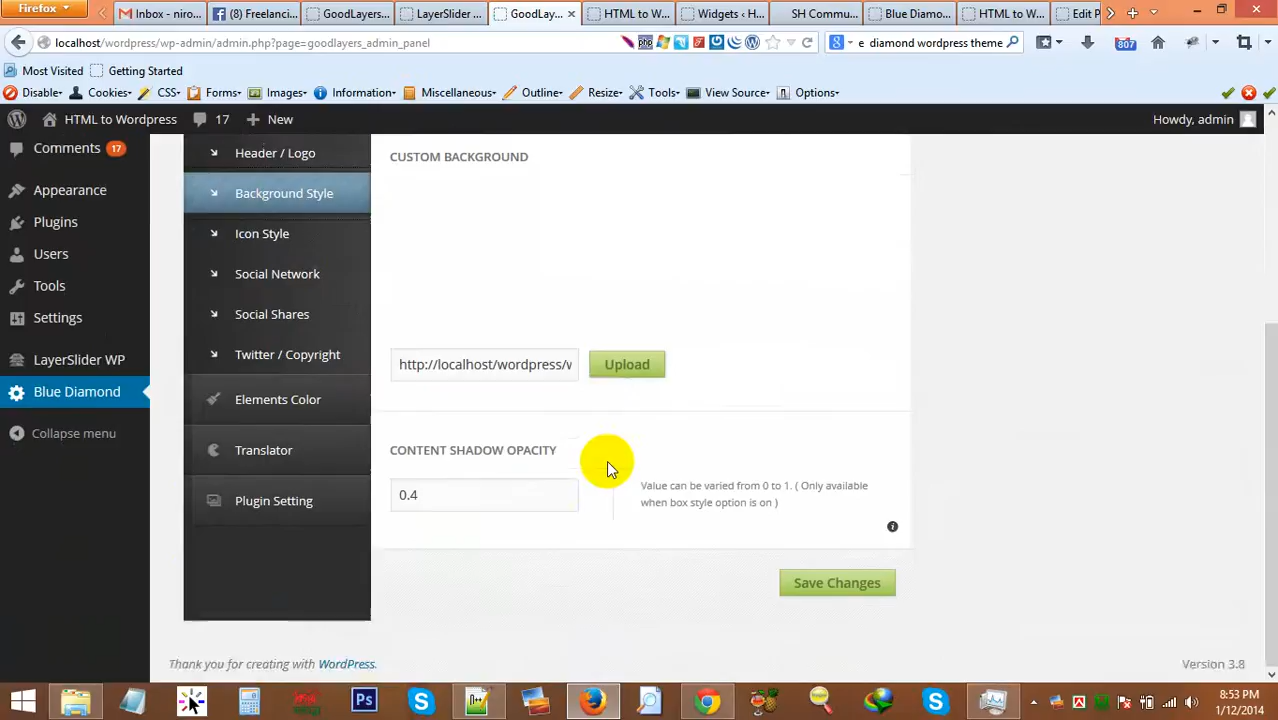 Firefox
Inbox - niro...
(8) Freelanci...
GoodLayers...
LayerSlider ...
GoodLay...
HTML to W...
Widgets ‹ H...
SH Commu...
Blue Diamo...
HTML to W...
Edit P
localhost/wordpress/wp-admin/admin.php?page=goodlayers_admin_panel
e diamond wordpress theme
807
Most Visited
Getting Started
Disable
Cookies
CSS
Forms
Images
Information
Miscellaneous
Outline
Resize
Tools
View Source
Options
HTML to Wordpress
17
New
Howdy, admin
Comments 17
Appearance
Plugins
Users
Tools
Settings
LayerSlider WP
Blue Diamond
Collapse menu
Header / Logo
Background Style
Icon Style
Social Network
Social Shares
Twitter / Copyright
Elements Color
Translator
Plugin Setting
CUSTOM BACKGROUND
http://localhost/wordpress/w
Upload
CONTENT SHADOW OPACITY
0.4
Value can be varied from 0 to 1. ( Only available
when box style option is on )
Save Changes
Thank you for creating with WordPress.
Version 3.8
8:53 PM
1/12/2014